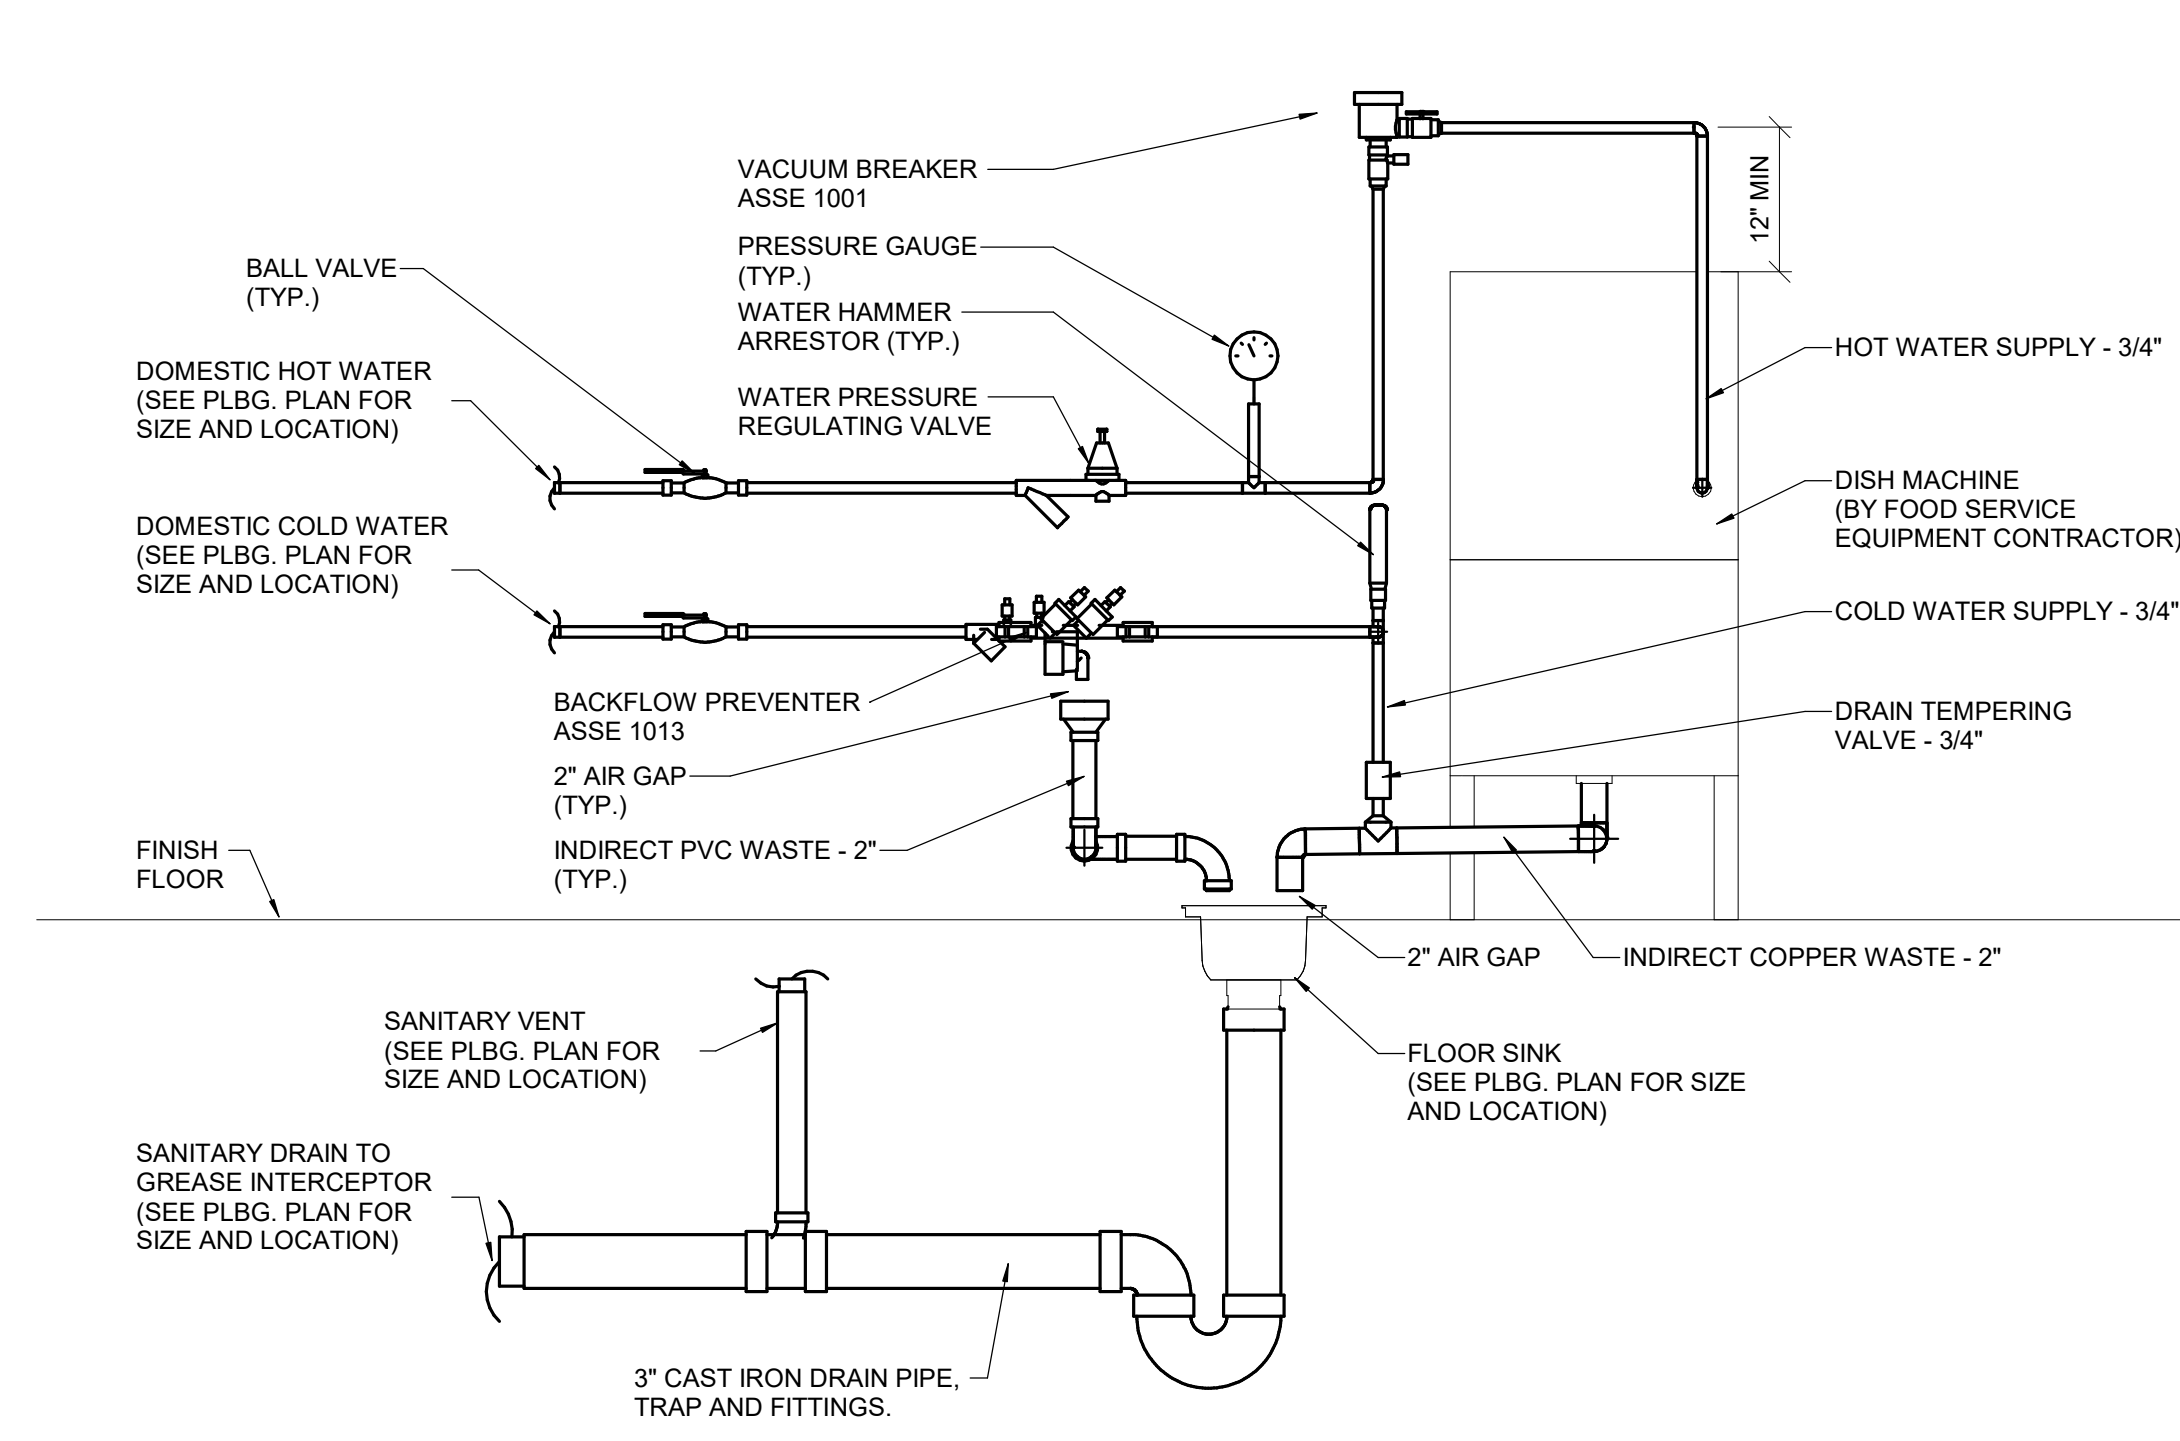 VACUUM BREAKER
ASSE 1001
12" MIN
PRESSURE GAUGE
(TYP.)
BALL VALVE
(TYP.)
WATER HAMMER
ARRESTOR (TYP.)
HOT WATER SUPPLY - 3/4"
DOMESTIC HOT WATER
(SEE PLBG. PLAN FOR
SIZE AND LOCATION)
WATER PRESSURE
REGULATING VALVE
DISH MACHINE
(BY FOOD SERVICE
EQUIPMENT CONTRACTOR)
DOMESTIC COLD WATER
(SEE PLBG. PLAN FOR
SIZE AND LOCATION)
COLD WATER SUPPLY - 3/4"
BACKFLOW PREVENTER
ASSE 1013
DRAIN TEMPERING
VALVE - 3/4"
2" AIR GAP
(TYP.)
FINISH
FLOOR
INDIRECT PVC WASTE - 2"
(TYP.)
2" AIR GAP
INDIRECT COPPER WASTE - 2"
SANITARY VENT
(SEE PLBG. PLAN FOR
SIZE AND LOCATION)
FLOOR SINK
(SEE PLBG. PLAN FOR SIZE
AND LOCATION)
SANITARY DRAIN TO
GREASE INTERCEPTOR
(SEE PLBG. PLAN FOR
SIZE AND LOCATION)
3" CAST IRON DRAIN PIPE,
TRAP AND FITTINGS.